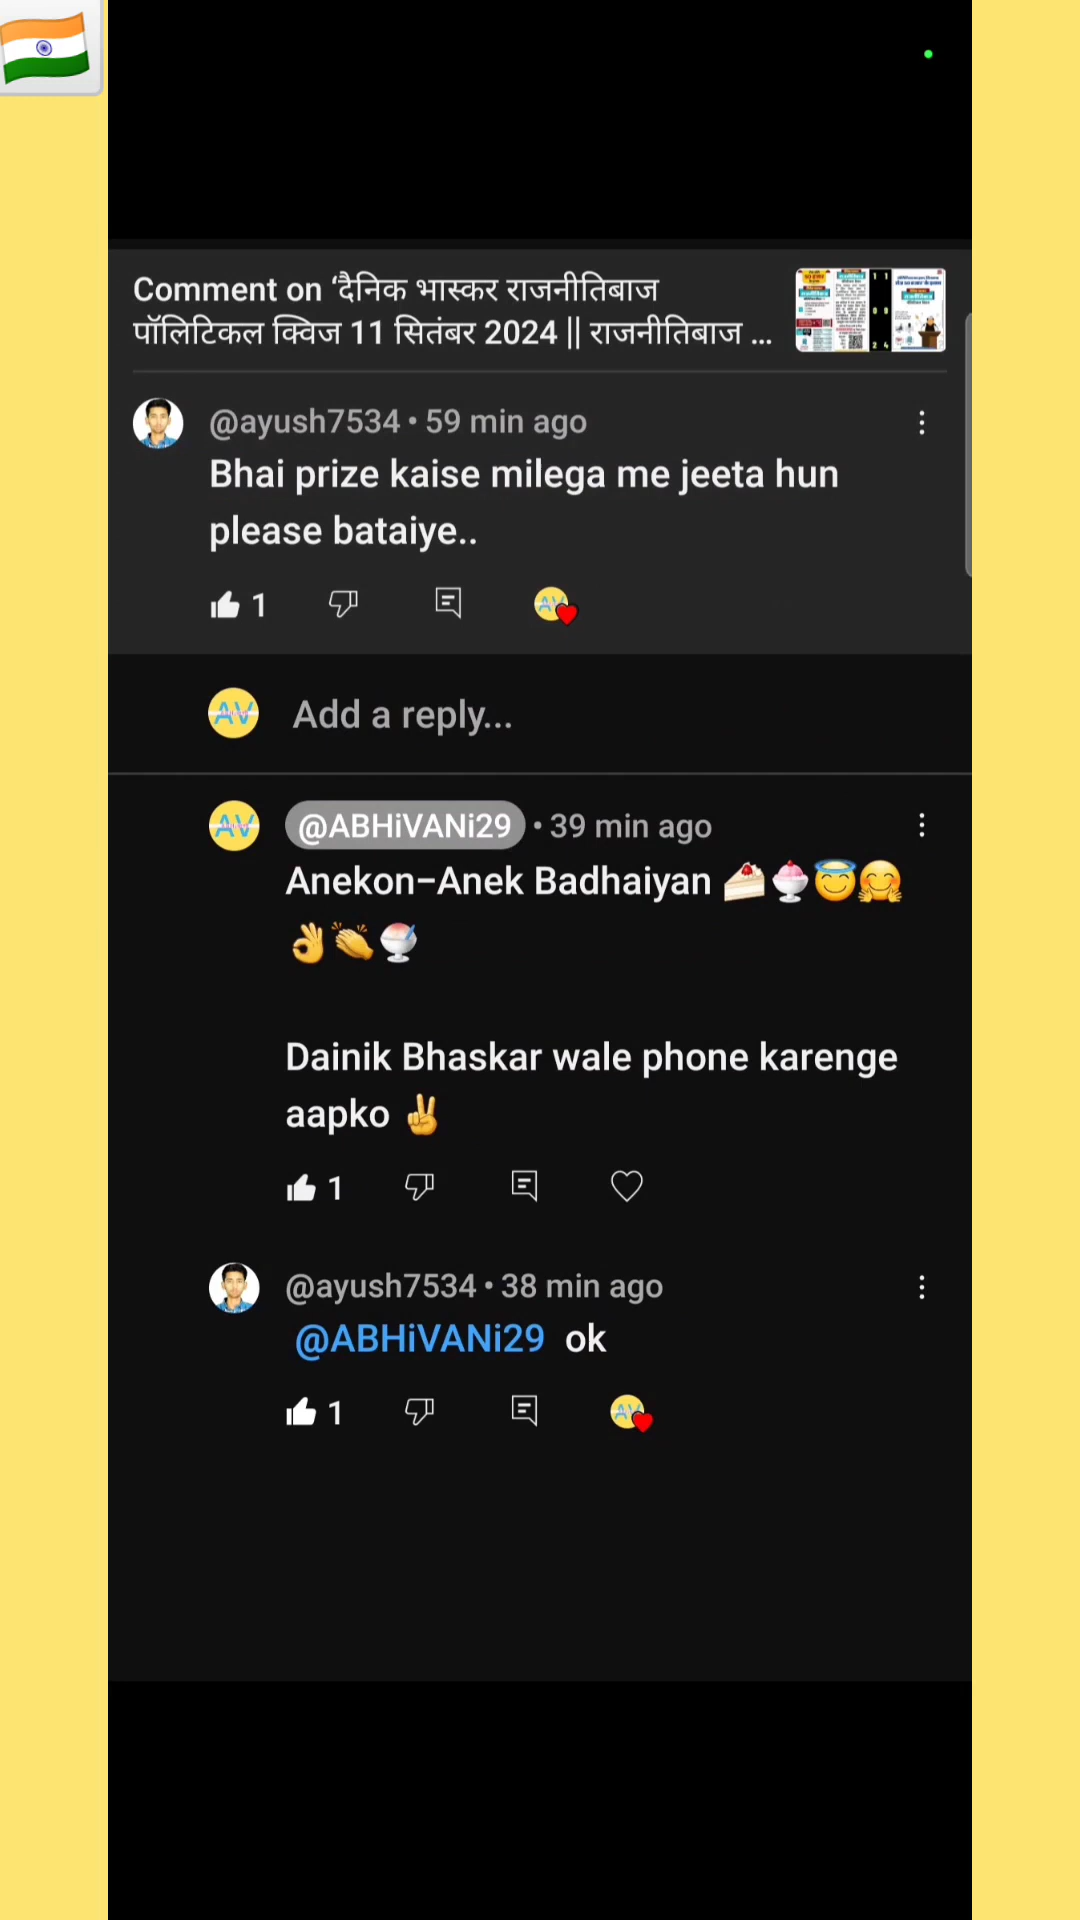 Comment on ‘दैनिक भास्कर राजनीतिबाज
पॉलिटिकल क्विज 11 सितंबर 2024 || राजनीतिबाज ...
@ayush7534 • 59 min ago
Bhai prize kaise milega me jeeta hun
please bataiye..
1
Add a reply...
AV
@ABHiVANi29 • 39 min ago
Anekon–Anek Badhaiyan 🍰🍨😇🤗
👌👏🍧
Dainik Bhaskar wale phone karenge
aapko ✌️
1
@ayush7534 • 38 min ago
@ABHiVANi29 ok
1